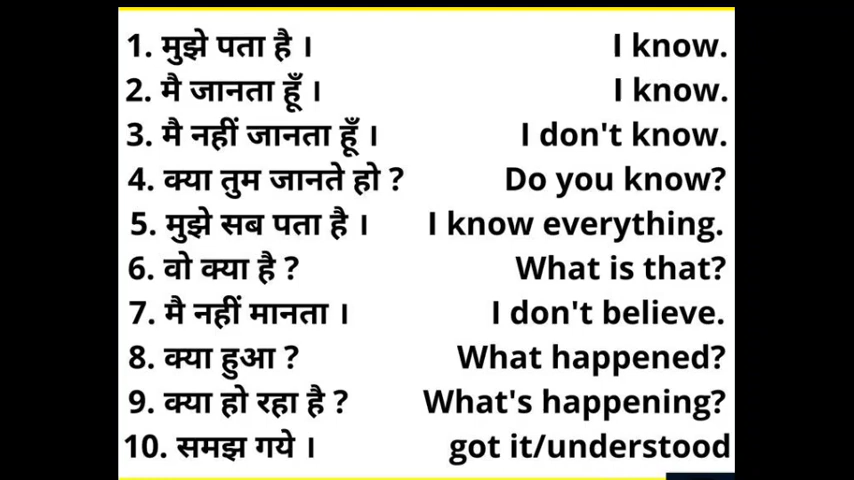 1. मुझे पता है । I know.
2. मै जानता हूँ । I know.
3. मै नहीं जानता हूँ । I don't know.
4. क्या तुम जानते हो ? Do you know?
5. मुझे सब पता है । I know everything.
6. वो क्या है ? What is that?
7. मै नहीं मानता । I don't believe.
8. क्या हुआ ? What happened?
9. क्या हो रहा है ? What's happening?
10. समझ गये । got it/understood